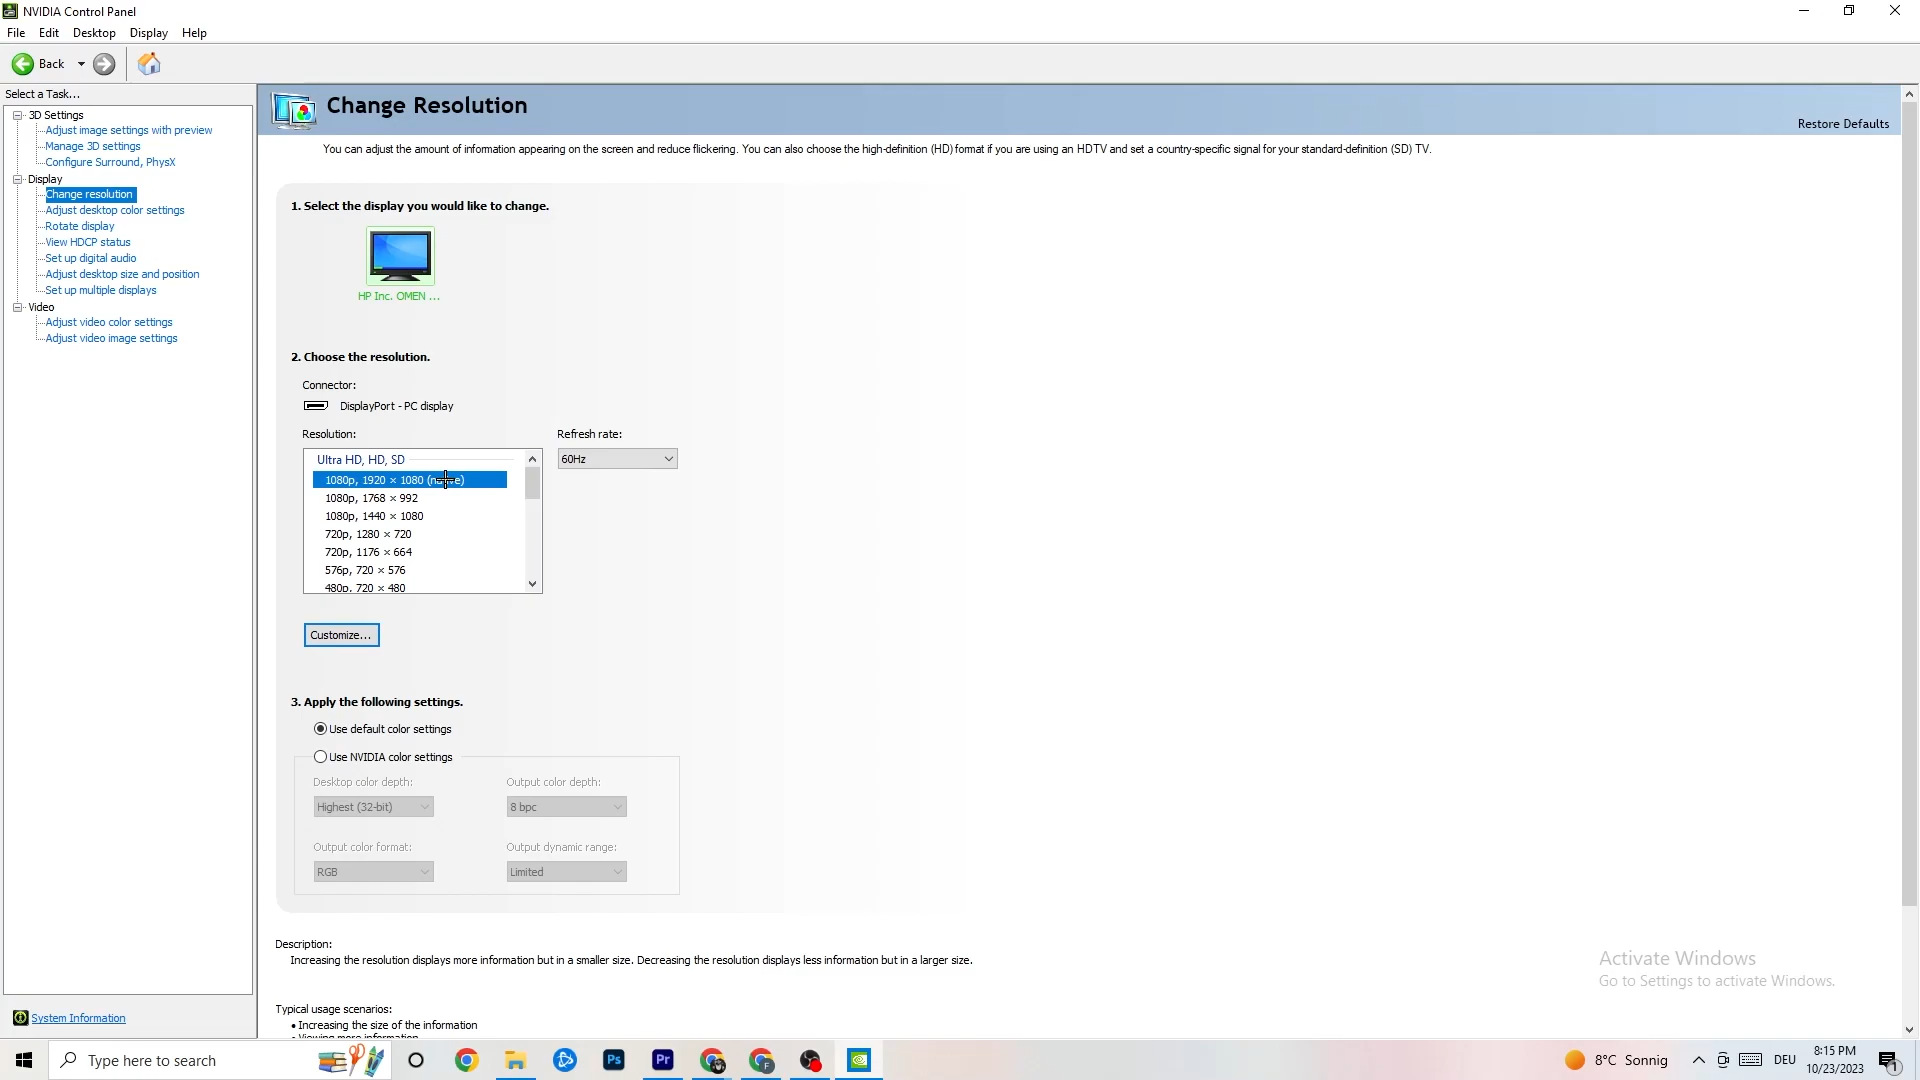 NVIDIA Control Panel
File Edit Desktop Display Help
Back
Select a Task...
3D Settings
Adjust image settings with preview
Manage 3D settings
Configure Surround, PhysX
Display
Change resolution
Adjust desktop color settings
Rotate display
View HDCP status
Set up digital audio
Adjust desktop size and position
Set up multiple displays
Video
Adjust video color settings
Adjust video image settings
System Information
Change Resolution
Restore Defaults
You can adjust the amount of information appearing on the screen and reduce flickering. You can also choose the high-definition (HD) format if you are using an HDTV and set a country-specific signal for your standard-definition (SD) TV.
1. Select the display you would like to change.
HP Inc. OMEN ...
2. Choose the resolution.
Connector:
DisplayPort - PC display
Resolution:
Refresh rate:
Ultra HD, HD, SD
60Hz
1080p, 1920 × 1080 (native)
1080p, 1768 × 992
1080p, 1440 × 1080
720p, 1280 × 720
720p, 1176 × 664
576p, 720 × 576
480p, 720 × 480
Customize...
3. Apply the following settings.
Use default color settings
Use NVIDIA color settings
Desktop color depth:
Output color depth:
Highest (32-bit)
8 bpc
Output color format:
Output dynamic range:
RGB
Limited
Description:
Increasing the resolution displays more information but in a smaller size. Decreasing the resolution displays less information but in a larger size.
Typical usage scenarios:
• Increasing the size of the information
• Viewing more information
Activate Windows
Go to Settings to activate Windows.
Type here to search
Ps
Pr
F
8°C Sonnig
DEU
8:15 PM
10/23/2023
1